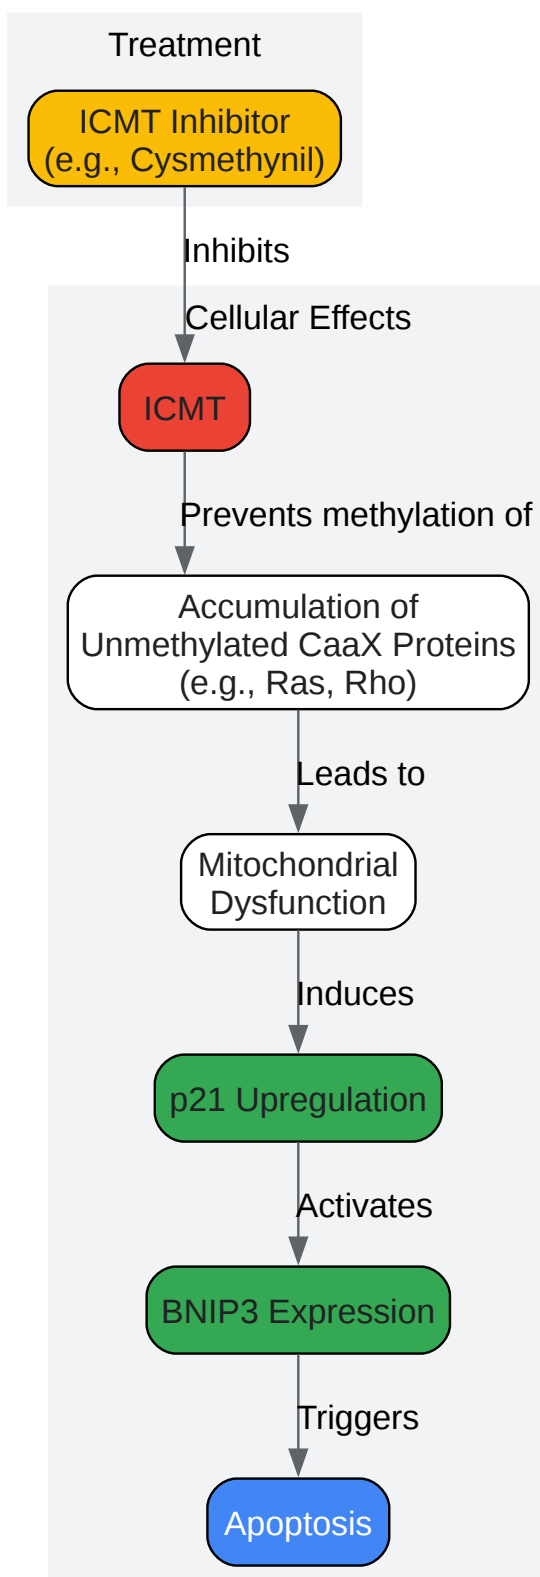 Treatment
ICMT Inhibitor
(e.g., Cysmethynil)
Inhibits
Cellular Effects
ICMT
Prevents methylation of
Accumulation of
Unmethylated CaaX Proteins
(e.g., Ras, Rho)
Leads to
Mitochondrial
Dysfunction
Induces
p21 Upregulation
Activates
BNIP3 Expression
Triggers
Apoptosis